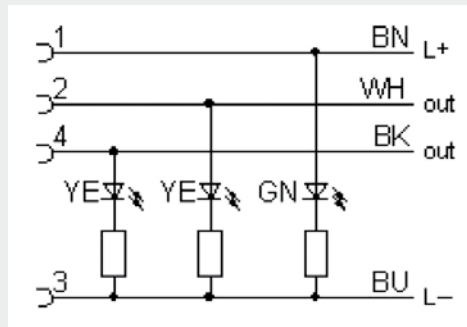 1 BN L+
2 WH out
4 BK out
YE YE GN
3 BU L−